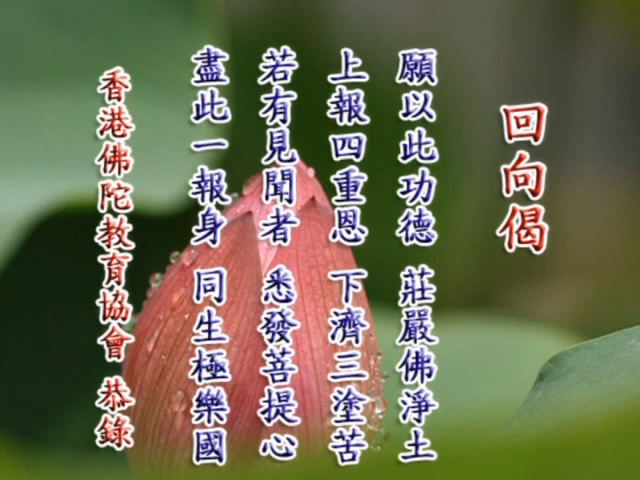 回向偈
願以此功德 莊嚴佛淨土
上報四重恩 下濟三塗苦
若有見聞者 悉發菩提心
盡此一報身 同生極樂國
香港佛陀教育協會 恭錄